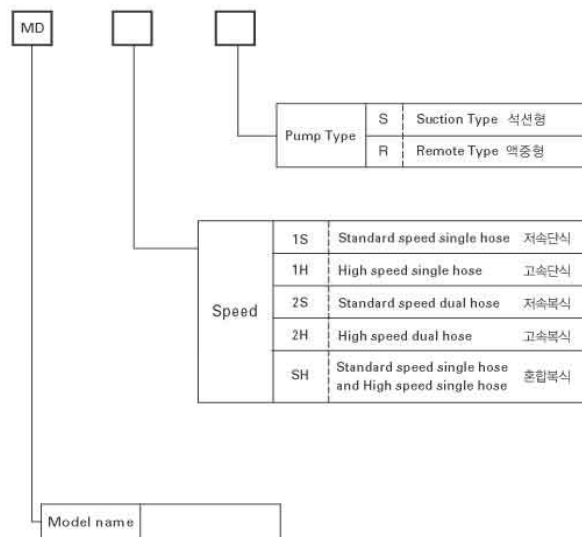 MD
Pump Type
S Suction Type 석션형
R Remote Type 액중형
Speed
1S Standard speed single hose 저속단식
1H High speed single hose 고속단식
2S Standard speed dual hose 저속복식
2H High speed dual hose 고속복식
SH Standard speed single hose
and High speed single hose 혼합복식
Model name